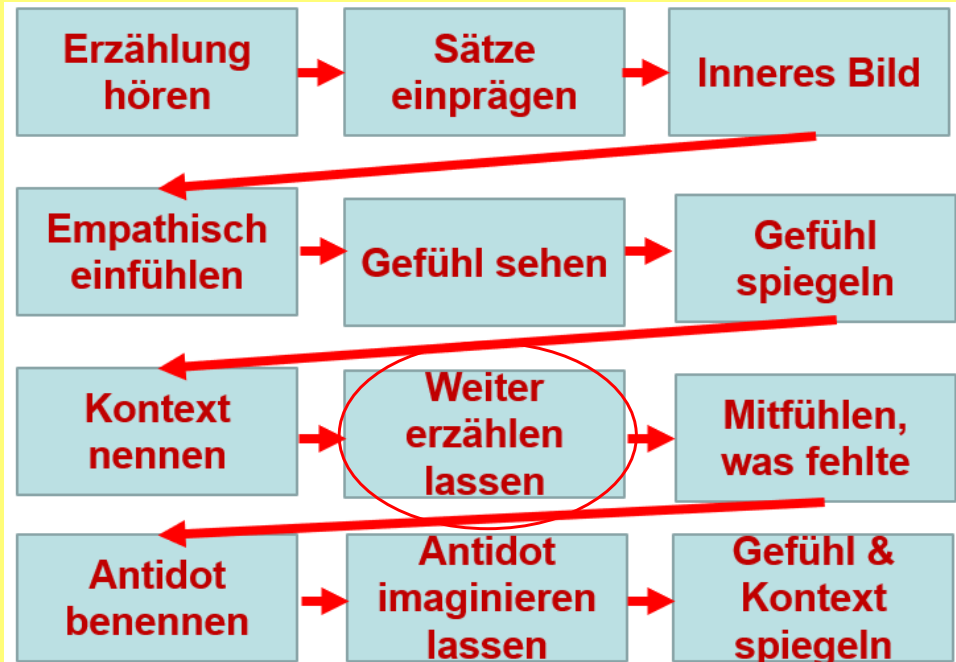 Erzählung
hören
Sätze
einprägen
Inneres Bild
Empathisch
einfühlen
Gefühl sehen
Gefühl
spiegeln
Kontext
nennen
Weiter
erzählen
lassen
Mitfühlen,
was fehlte
Antidot
benennen
Antidot
imaginieren
lassen
Gefühl &
Kontext
spiegeln